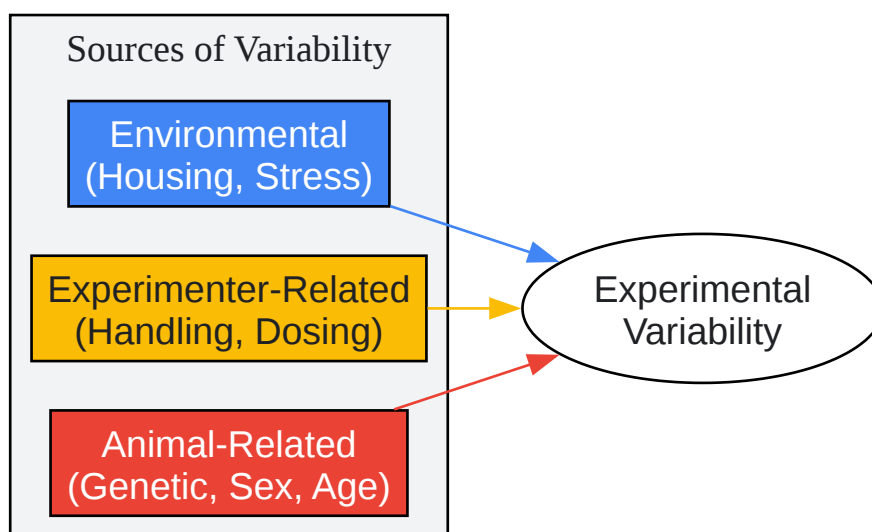 Sources of Variability
Environmental
(Housing, Stress)
Experimenter-Related
(Handling, Dosing)
Animal-Related
(Genetic, Sex, Age)
Experimental
Variability